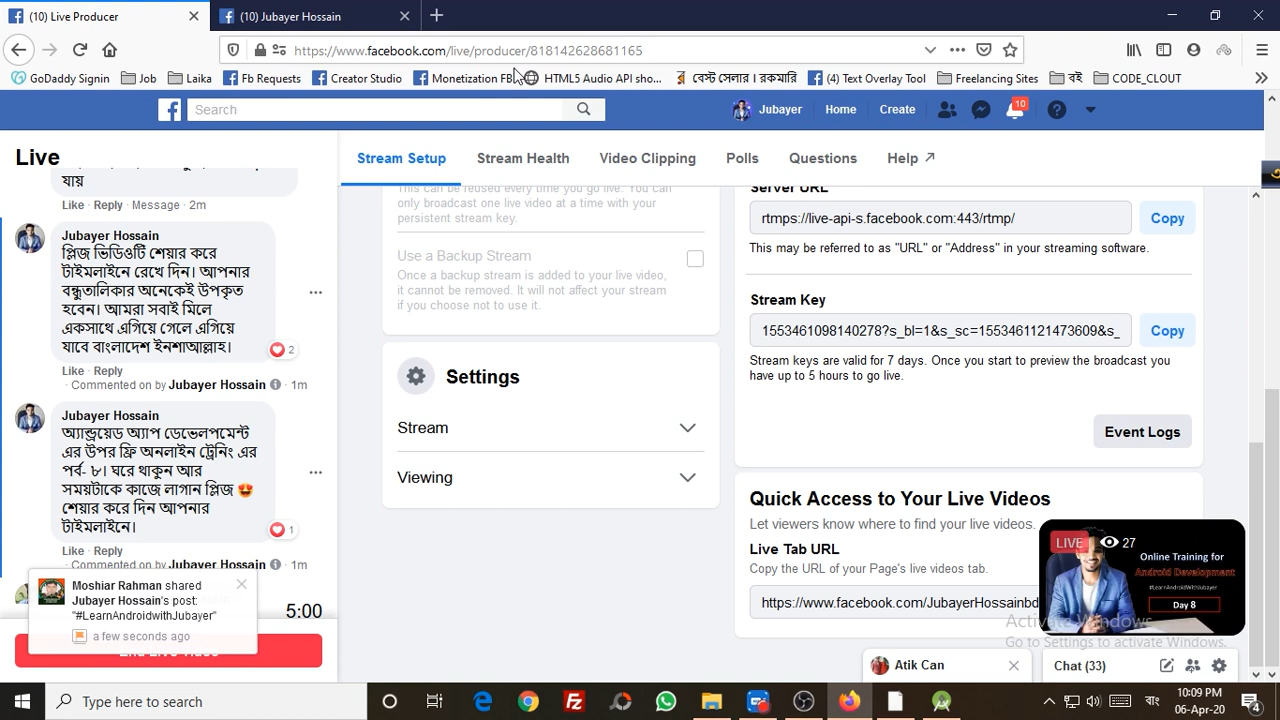 (10) Live Producer
(10) Jubayer Hossain
https://www.facebook.com/live/producer/818142628681165
GoDaddy Signin
Job
Laika
Fb Requests
Creator Studio
Monetization FB
HTML5 Audio API sho...
বেস্ট সেলার । রকমারি
(4) Text Overlay Tool
Freelancing Sites
বই
CODE_CLOUT
Search
Jubayer
Home
Create
10
Live
Stream Setup
Stream Health
Video Clipping
Polls
Questions
Help
যায়
Like · Reply · Message · 2m
Jubayer Hossain
প্লিজ ভিডিওটি শেয়ার করে
টাইমলাইনে রেখে দিন। আপনার
বন্ধুতালিকার অনেকেই উপকৃত
হবেন। আমরা সবাই মিলে
একসাথে এগিয়ে গেলে এগিয়ে
যাবে বাংলাদেশ ইনশাআল্লাহ।
2
Like · Reply
· Commented on by Jubayer Hossain · 1m
Jubayer Hossain
অ্যান্ড্রয়েড অ্যাপ ডেভেলপমেন্ট
এর উপর ফ্রি অনলাইন ট্রেনিং এর
পর্ব- ৮। ঘরে থাকুন আর
সময়টাকে কাজে লাগান প্লিজ 😍
শেয়ার করে দিন আপনার
টাইমলাইনে।
1
Like · Reply
· Commented on by Jubayer Hossain · 1m
Moshiar Rahman shared
Jubayer Hossain's post:
"#LearnAndroidwithJubayer"
a few seconds ago
5:00
This can be reused every time you go live. You can
only broadcast one live video at a time with your
persistent stream key.
Use a Backup Stream
Once a backup stream is added to your live video,
it cannot be removed. It will not affect your stream
if you choose not to use it.
Settings
Stream
Viewing
Server URL
rtmps://live-api-s.facebook.com:443/rtmp/
Copy
This may be referred to as "URL" or "Address" in your streaming software.
Stream Key
1553461098140278?s_bl=1&s_sc=1553461121473609&s_
Copy
Stream keys are valid for 7 days. Once you start to preview the broadcast you
have up to 5 hours to go live.
Event Logs
Quick Access to Your Live Videos
Let viewers know where to find your live videos.
Live Tab URL
Copy the URL of your Page's live videos tab.
https://www.facebook.com/JubayerHossainbd
LIVE
27
Online Training for
Android Development
#LearnAndroidWithJubayer
Day 8
Activate Windows
Go to Settings to activate Windows.
Atik Can
Chat (33)
Type here to search
বাং
10:09 PM
06-Apr-20
4